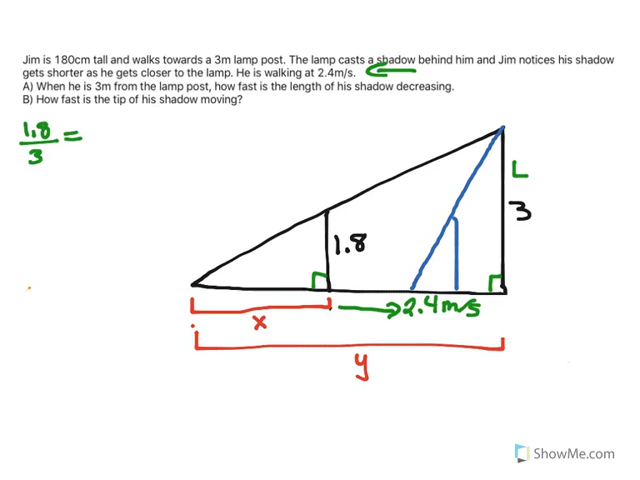 Jim is 180cm tall and walks towards a 3m lamp post. The lamp casts a shadow behind him and Jim notices his shadow
gets shorter as he gets closer to the lamp. He is walking at 2.4m/s.
A) When he is 3m from the lamp post, how fast is the length of his shadow decreasing.
B) How fast is the tip of his shadow moving?
1.8/3 =
L
3
1.8
2.4m/s
x
y
ShowMe.com